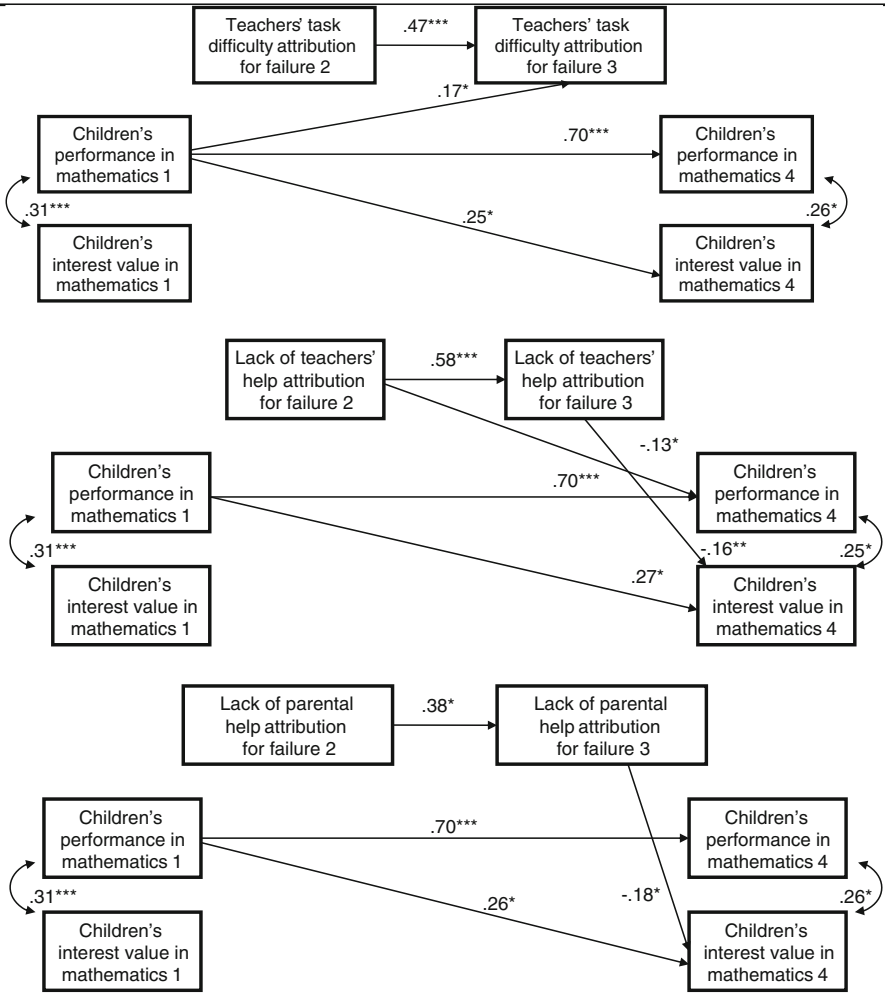 Teachers' task
difficulty attribution
for failure 2
.47***
Teachers' task
difficulty attribution
for failure 3
.17*
Children's
performance in
mathematics 1
.70***
Children's
performance in
mathematics 4
.31***
.25*
.26*
Children's
interest value in
mathematics 1
Children's
interest value in
mathematics 4
Lack of teachers'
help attribution
for failure 2
.58***
Lack of teachers'
help attribution
for failure 3
-.13*
Children's
performance in
mathematics 1
.70***
Children's
performance in
mathematics 4
.31***
-.16**
.25*
.27*
Children's
interest value in
mathematics 1
Children's
interest value in
mathematics 4
Lack of parental
help attribution
for failure 2
.38*
Lack of parental
help attribution
for failure 3
Children's
performance in
mathematics 1
.70***
Children's
performance in
mathematics 4
.31***
.26*
-.18*
.26*
Children's
interest value in
mathematics 1
Children's
interest value in
mathematics 4